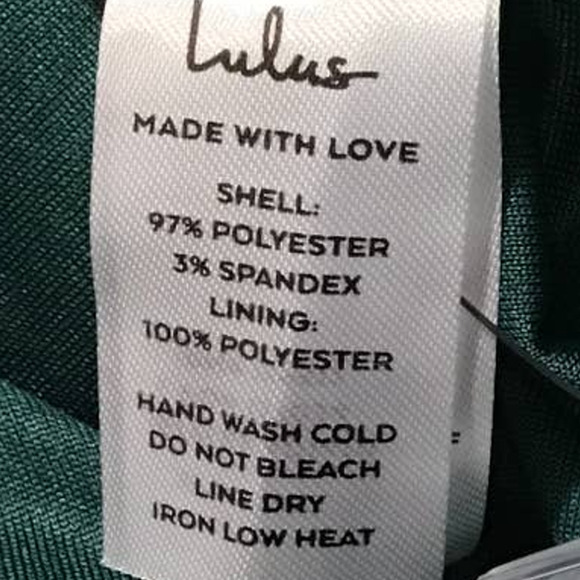 Lulus
MADE WITH LOVE
SHELL:
97% POLYESTER
3% SPANDEX
LINING:
100% POLYESTER
HAND WASH COLD
DO NOT BLEACH
LINE DRY
IRON LOW HEAT